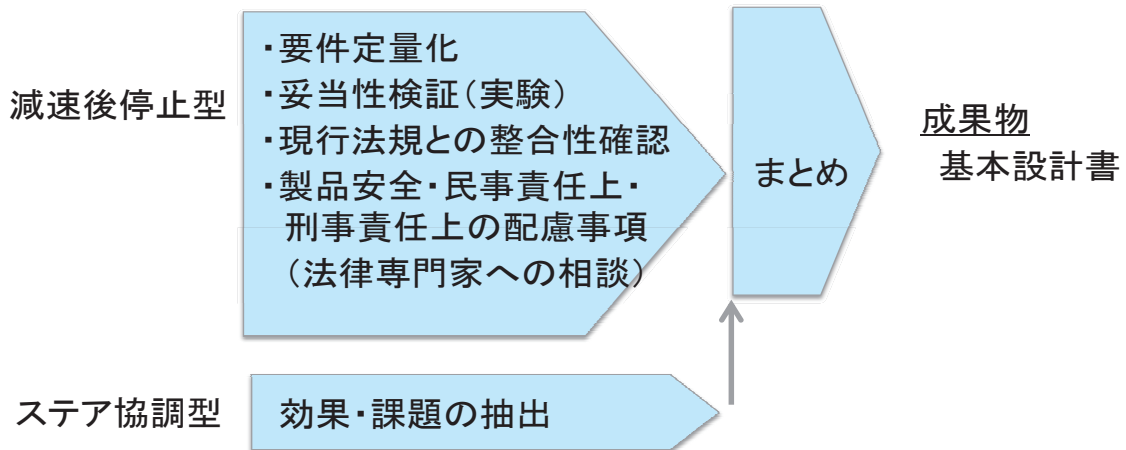 減速後停止型
・要件定量化
・妥当性検証(実験)
・現行法規との整合性確認
・製品安全・民事責任上・
刑事責任上の配慮事項
(法律専門家への相談)
まとめ
成果物
基本設計書
ステア協調型
効果・課題の抽出